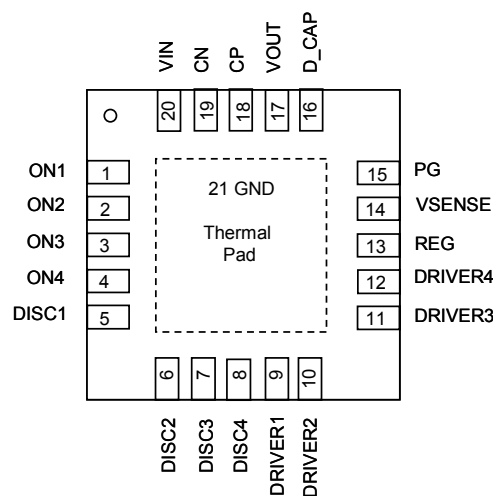 VIN
CN
CP
VOUT
D_CAP
20
19
18
17
16
ON1
1
ON2
2
ON3
3
ON4
4
DISC1
5
21 GND
Thermal
Pad
15
PG
14
VSENSE
13
REG
12
DRIVER4
11
DRIVER3
6
7
8
9
10
DISC2
DISC3
DISC4
DRIVER1
DRIVER2